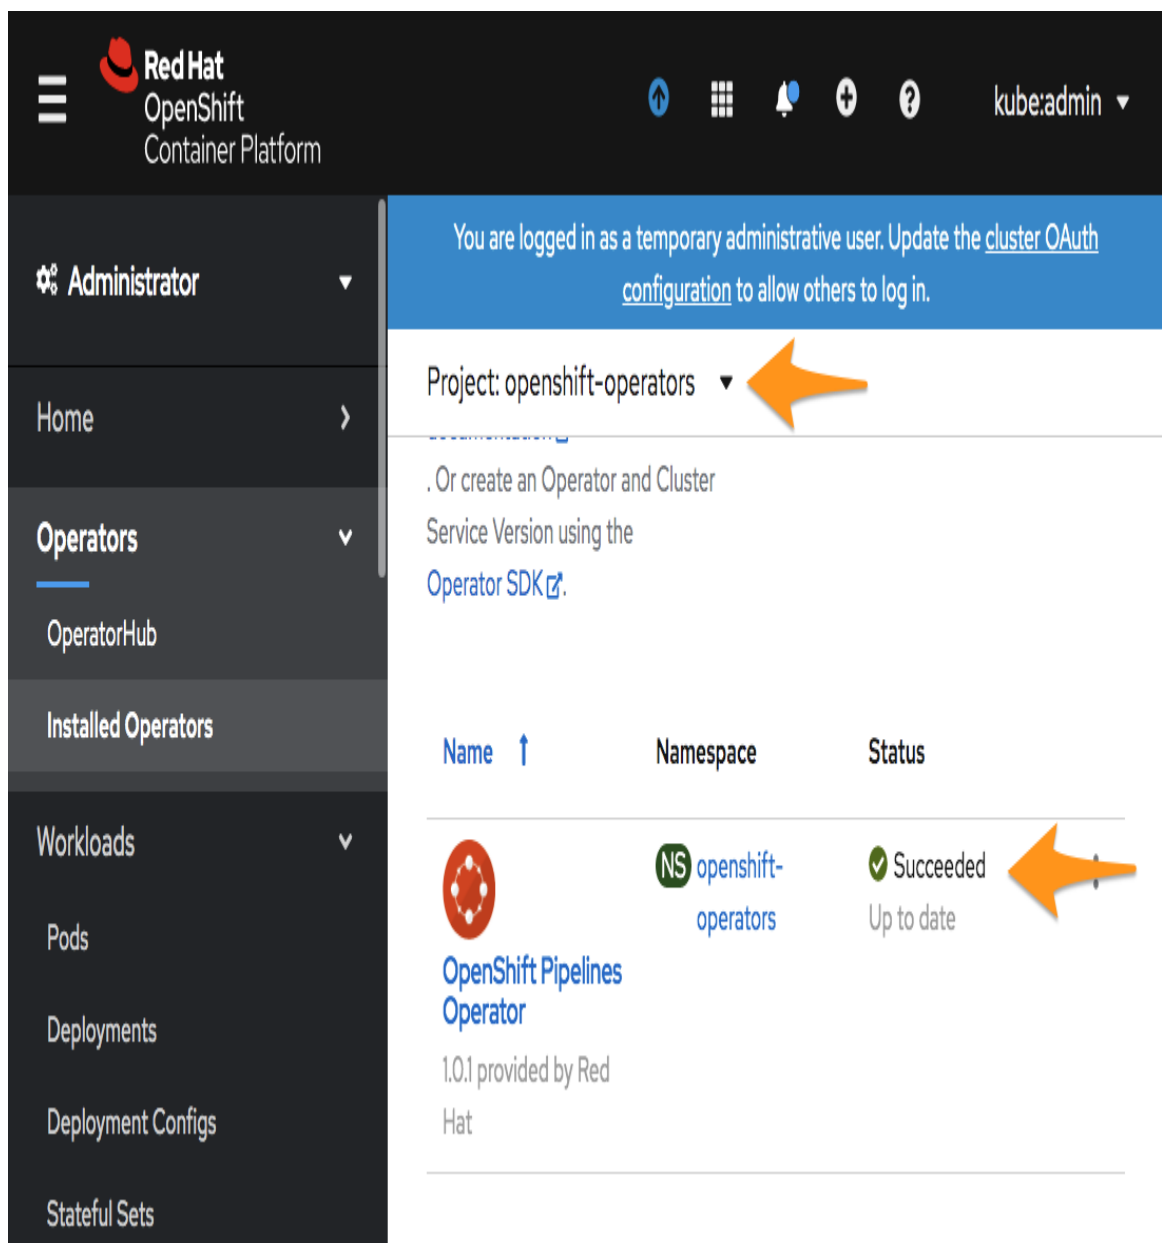 Red Hat
OpenShift
Container Platform
kube:admin
Administrator
You are logged in as a temporary administrative user. Update the cluster OAuth
configuration to allow others to log in.
Project: openshift-operators
Home
. Or create an Operator and Cluster
Service Version using the
Operator SDK.
Operators
OperatorHub
Installed Operators
Name
Namespace
Status
Workloads
NS openshift-
operators
Succeeded
Up to date
OpenShift Pipelines
Operator
1.0.1 provided by Red
Hat
Pods
Deployments
Deployment Configs
Stateful Sets